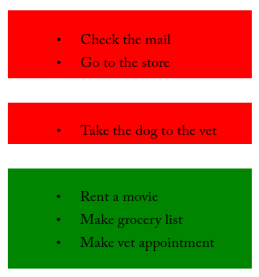 • Check the mail
• Go to the store
• Take the dog to the vet
• Rent a movie
• Make grocery list
• Make vet appointment